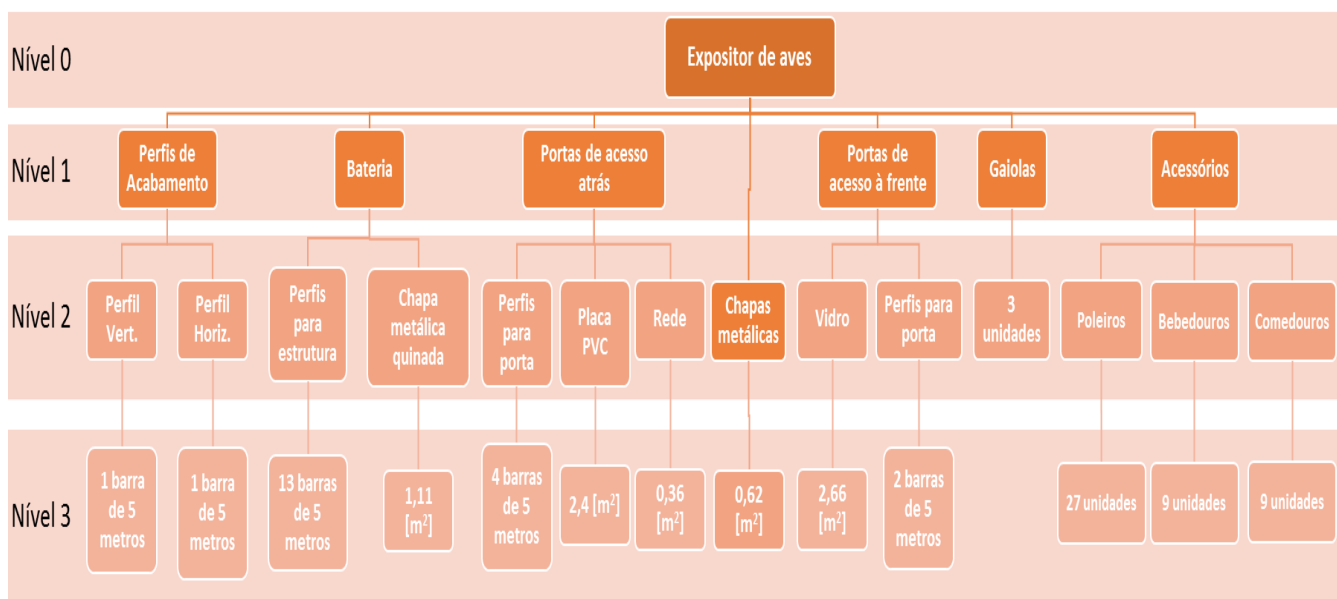 Nível 0
Expositor de aves
Nível 1
Perfis de
Acabamento
Bateria
Portas de acesso
atrás
Portas de
acesso à frente
Gaiolas
Acessórios
Nível 2
Perfil
Vert.
Perfil
Horiz.
Perfis
para
estrutura
Chapa
metálica
quinada
Perfis
para
porta
Placa
PVC
Rede
Chapas
metálicas
Vidro
Perfis para
porta
3
unidades
Poleiros
Bebedouros
Comedouros
Nível 3
1 barra
de 5
metros
1 barra
de 5
metros
13 barras
de 5
metros
1,11
[m²]
4 barras
de 5
metros
2,4 [m²]
0,36
[m²]
0,62
[m²]
2,66
[m²]
2 barras
de 5
metros
27 unidades
9 unidades
9 unidades